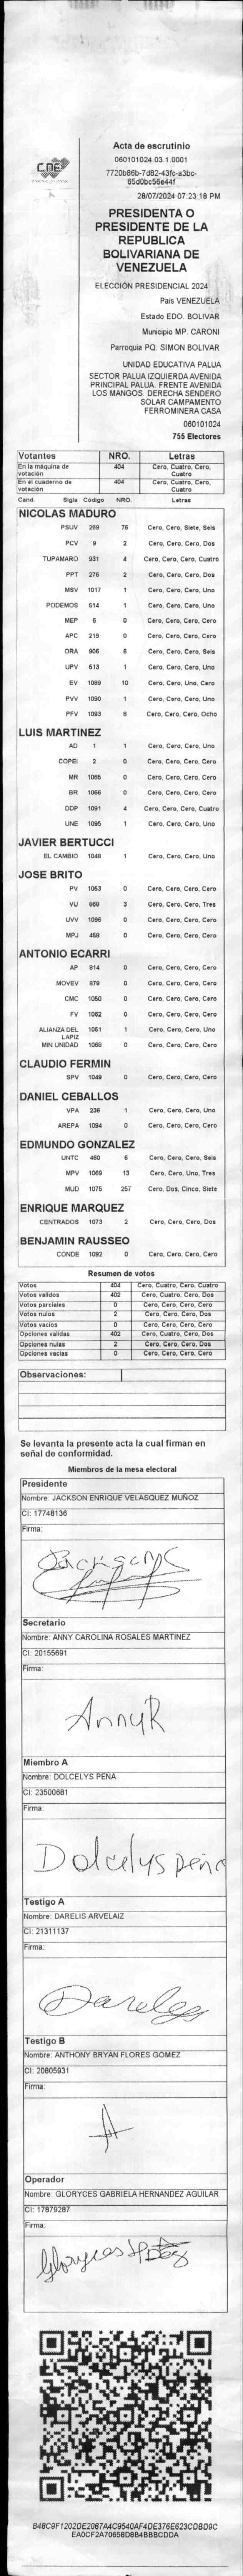 CNE
Acta de escrutinio
060101024.03.1.0001
7720b86b-7d82-43fc-a3bc-
65d0bc56e44f
28/07/2024 07:23:18 PM
PRESIDENTA O
PRESIDENTE DE LA
REPUBLICA
BOLIVARIANA DE
VENEZUELA
ELECCIÓN PRESIDENCIAL 2024
País VENEZUELA
Estado EDO. BOLIVAR
Municipio MP. CARONI
Parroquia PQ. SIMON BOLIVAR
UNIDAD EDUCATIVA PALUA
SECTOR PALUA IZQUIERDA AVENIDA
PRINCIPAL PALUA. FRENTE AVENIDA
LOS MANGOS. DERECHA SENDERO
SOLAR CAMPAMENTO
FERROMINERA CASA
060101024
755 Electores
Votantes NRO. Letras
En la máquina de votación 404 Cero, Cuatro, Cero, Cuatro
En el cuaderno de votación 404 Cero, Cuatro, Cero, Cuatro
Cand. Sigla Código NRO. Letras
NICOLAS MADURO
PSUV 269 76 Cero, Cero, Siete, Seis
PCV 9 2 Cero, Cero, Cero, Dos
TUPAMARO 931 4 Cero, Cero, Cero, Cuatro
PPT 276 2 Cero, Cero, Cero, Dos
MSV 1017 1 Cero, Cero, Cero, Uno
PODEMOS 514 1 Cero, Cero, Cero, Uno
MEP 6 0 Cero, Cero, Cero, Cero
APC 219 0 Cero, Cero, Cero, Cero
ORA 906 6 Cero, Cero, Cero, Seis
UPV 513 1 Cero, Cero, Cero, Uno
EV 1089 10 Cero, Cero, Uno, Cero
PVV 1090 1 Cero, Cero, Cero, Uno
PFV 1093 8 Cero, Cero, Cero, Ocho
LUIS MARTINEZ
AD 1 1 Cero, Cero, Cero, Uno
COPEI 2 0 Cero, Cero, Cero, Cero
MR 1065 0 Cero, Cero, Cero, Cero
BR 1066 0 Cero, Cero, Cero, Cero
DDP 1091 4 Cero, Cero, Cero, Cuatro
UNE 1095 1 Cero, Cero, Cero, Uno
JAVIER BERTUCCI
EL CAMBIO 1048 1 Cero, Cero, Cero, Uno
JOSE BRITO
PV 1053 0 Cero, Cero, Cero, Cero
VU 869 3 Cero, Cero, Cero, Tres
UVV 1096 0 Cero, Cero, Cero, Cero
MPJ 458 0 Cero, Cero, Cero, Cero
ANTONIO ECARRI
AP 814 0 Cero, Cero, Cero, Cero
MOVEV 878 0 Cero, Cero, Cero, Cero
CMC 1050 0 Cero, Cero, Cero, Cero
FV 1062 0 Cero, Cero, Cero, Cero
ALIANZA DEL LAPIZ 1051 1 Cero, Cero, Cero, Uno
MIN UNIDAD 1069 0 Cero, Cero, Cero, Cero
CLAUDIO FERMIN
SPV 1049 0 Cero, Cero, Cero, Cero
DANIEL CEBALLOS
VPA 236 1 Cero, Cero, Cero, Uno
AREPA 1094 0 Cero, Cero, Cero, Cero
EDMUNDO GONZALEZ
UNTC 460 6 Cero, Cero, Cero, Seis
MPV 1069 13 Cero, Cero, Uno, Tres
MUD 1075 257 Cero, Dos, Cinco, Siete
ENRIQUE MARQUEZ
CENTRADOS 1073 2 Cero, Cero, Cero, Dos
BENJAMIN RAUSSEO
CONDE 1092 0 Cero, Cero, Cero, Cero
Resumen de votos
Votos 404 Cero, Cuatro, Cero, Cuatro
Votos validos 402 Cero, Cuatro, Cero, Dos
Votos parciales 0 Cero, Cero, Cero, Cero
Votos nulos 2 Cero, Cero, Cero, Dos
Votos vacios 0 Cero, Cero, Cero, Cero
Opciones validas 402 Cero, Cuatro, Cero, Dos
Opciones nulas 2 Cero, Cero, Cero, Dos
Opciones vacias 0 Cero, Cero, Cero, Cero
Observaciones:
Se levanta la presente acta la cual firman en
señal de conformidad.
Miembros de la mesa electoral
Presidente
Nombre: JACKSON ENRIQUE VELASQUEZ MUÑOZ
CI: 17748136
Firma:
Jackson
Secretario
Nombre: ANNY CAROLINA ROSALES MARTINEZ
CI: 20155691
Firma:
AnnyR
Miembro A
Nombre: DOLCELYS PEÑA
CI: 23500681
Firma:
Dolcelys peña
Testigo A
Nombre: DARELIS ARVELAIZ
CI: 21311137
Firma:
Testigo B
Nombre: ANTHONY BRYAN FLORES GOMEZ
CI: 20805931
Firma:
Operador
Nombre: GLORYCES GABRIELA HERNANDEZ AGUILAR
CI: 17879287
Firma:
Gloryces
B48C9F1202DE2087A4C9540AF4DE376E623CDBD9C
EA0CF2A70658D8B4BBBCDDA